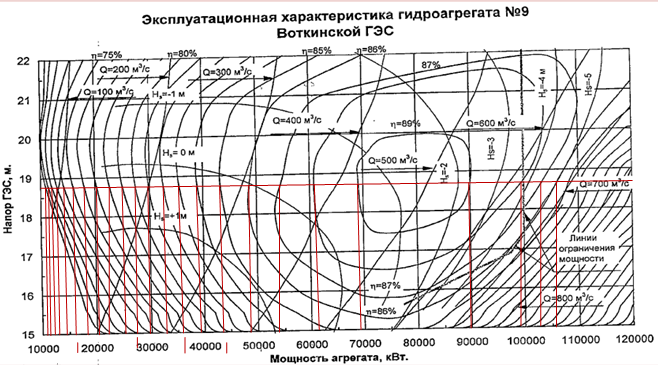 Эксплуатационная характеристика гидроагрегата №9
Воткинской ГЭС
η=75% η=80% η=85% η=86%
Q=200 м³/с Q=300 м³/с 87%
Q=100 м³/с Hs=-1 м Hs=-4 м Hs=-5
Q=400 м³/с η=89% Q=600 м³/с
Hs= 0 м Q=500 м³/с Hs=-2 Hs=-3
Q=700 м³/с
Hs=+1м
Линии
ограничения
мощности
η=87% Q=800 м³/с
η=86%
Напор ГЭС, м.
22
21
20
19
18
17
16
15
10000 20000 30000 40000 50000 60000 70000 80000 90000 100000 110000 120000
Мощность агрегата, кВт.